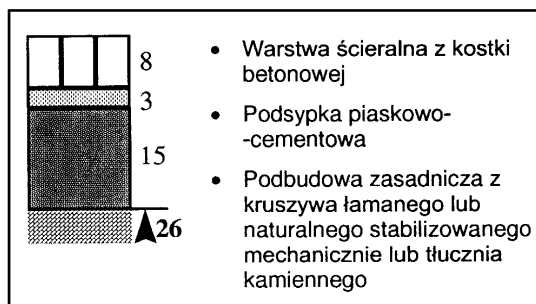 8
3
15
26
• Warstwa ścieralna z kostki
betonowej
• Podsypka piaskowo-
-cementowa
• Podbudowa zasadnicza z
kruszywa łamanego lub
naturalnego stabilizowanego
mechanicznie lub tłucznia
kamiennego